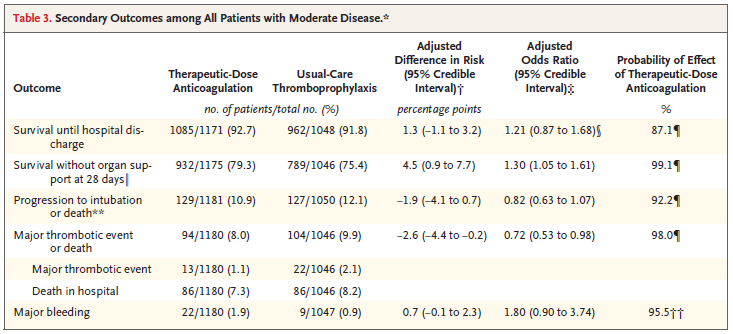 Table 3. Secondary Outcomes among All Patients with Moderate Disease.*
Outcome
Therapeutic-Dose
Anticoagulation
Usual-Care
Thromboprophylaxis
Adjusted
Difference in Risk
(95% Credible
Interval)†
Adjusted
Odds Ratio
(95% Credible
Interval)‡
Probability of Effect
of Therapeutic-Dose
Anticoagulation
no. of patients/total no. (%)
percentage points
%
Survival until hospital dis-
charge
1085/1171 (92.7)
962/1048 (91.8)
1.3 (–1.1 to 3.2)
1.21 (0.87 to 1.68)§
87.1¶
Survival without organ sup-
port at 28 days‖
932/1175 (79.3)
789/1046 (75.4)
4.5 (0.9 to 7.7)
1.30 (1.05 to 1.61)
99.1¶
Progression to intubation
or death**
129/1181 (10.9)
127/1050 (12.1)
–1.9 (–4.1 to 0.7)
0.82 (0.63 to 1.07)
92.2¶
Major thrombotic event
or death
94/1180 (8.0)
104/1046 (9.9)
–2.6 (–4.4 to –0.2)
0.72 (0.53 to 0.98)
98.0¶
Major thrombotic event
13/1180 (1.1)
22/1046 (2.1)
Death in hospital
86/1180 (7.3)
86/1046 (8.2)
Major bleeding
22/1180 (1.9)
9/1047 (0.9)
0.7 (–0.1 to 2.3)
1.80 (0.90 to 3.74)
95.5††